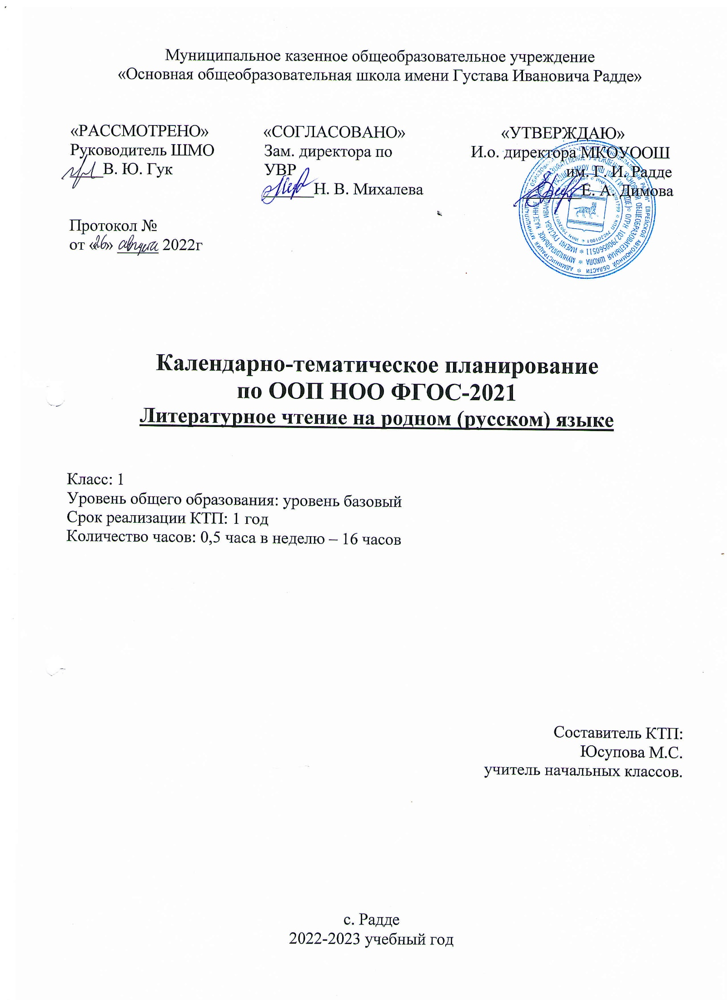 Муниципальное казенное общеобразовательное учреждение
«Основная общеобразовательная школа имени Густава Ивановича Радде»
«РАССМОТРЕНО»
Руководитель ШМО
____В. Ю. Гук
Протокол №
от «26» августа 2022г
«СОГЛАСОВАНО»
Зам. директора по
УВР
______Н. В. Михалева
«УТВЕРЖДАЮ»
И.о. директора МКОУООШ
им. Г. И. Радде
______Е. А. Димова
Календарно-тематическое планирование
по ООП НОО ФГОС-2021
Литературное чтение на родном (русском) языке
Класс: 1
Уровень общего образования: уровень базовый
Срок реализации КТП: 1 год
Количество часов: 0,5 часа в неделю – 16 часов
Составитель КТП:
Юсупова М.С.
учитель начальных классов.
с. Радде
2022-2023 учебный год